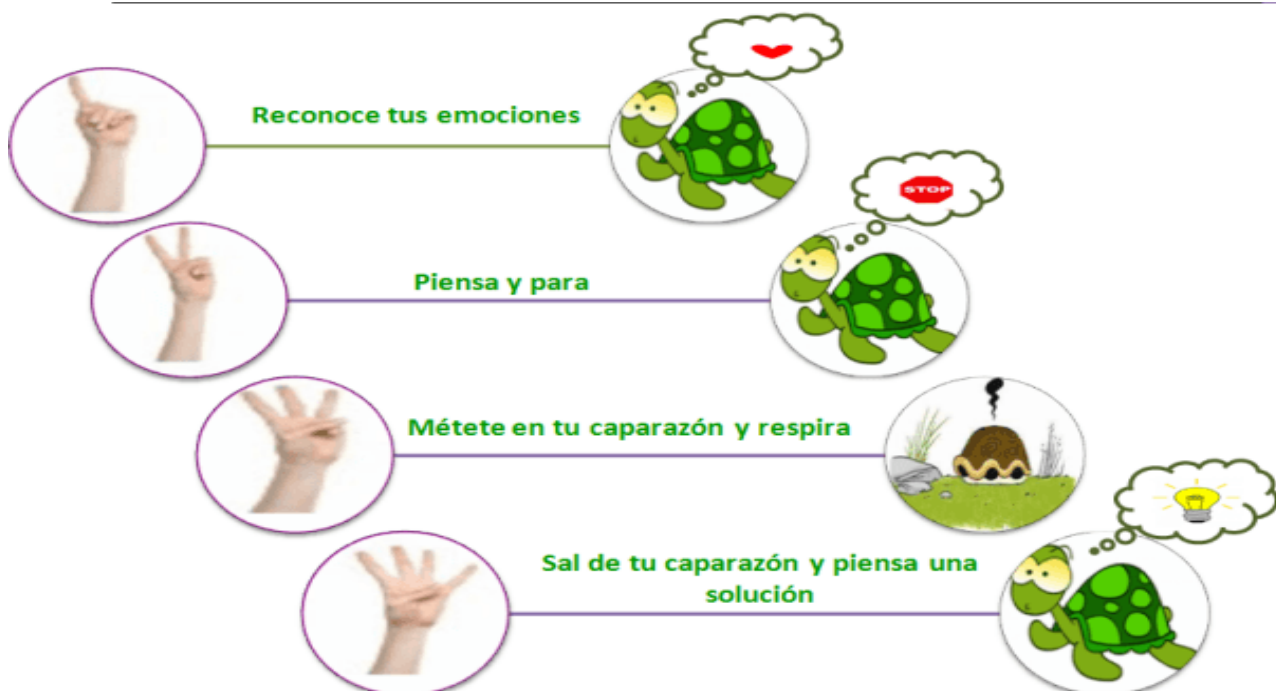 Reconoce tus emociones
STOP
Piensa y para
Métete en tu caparazón y respira
Sal de tu caparazón y piensa una
solución